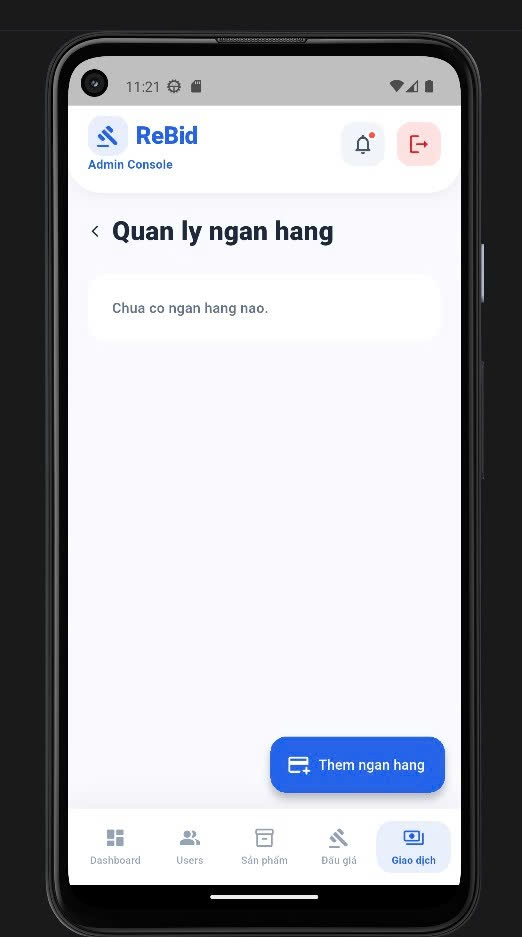 11:21
ReBid
Admin Console
Quan ly ngan hang
Chua co ngan hang nao.
Them ngan hang
Dashboard Users Sản phẩm Đấu giá Giao dịch